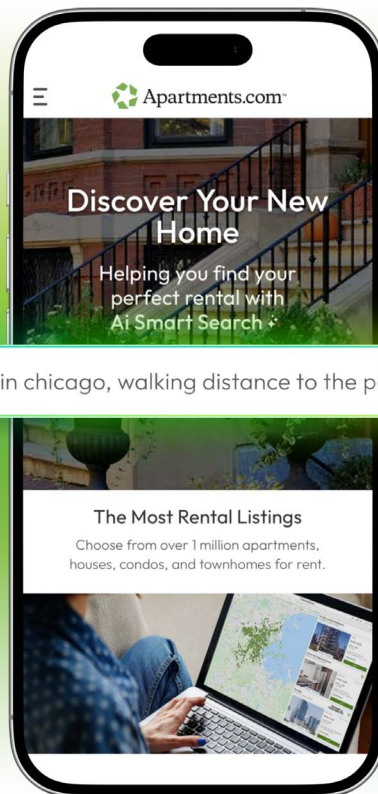 Apartments.com™
Discover Your New
Home
Helping you find your
perfect rental with
Ai Smart Search
in chicago, walking distance to the p
The Most Rental Listings
Choose from over 1 million apartments,
houses, condos, and townhomes for rent.